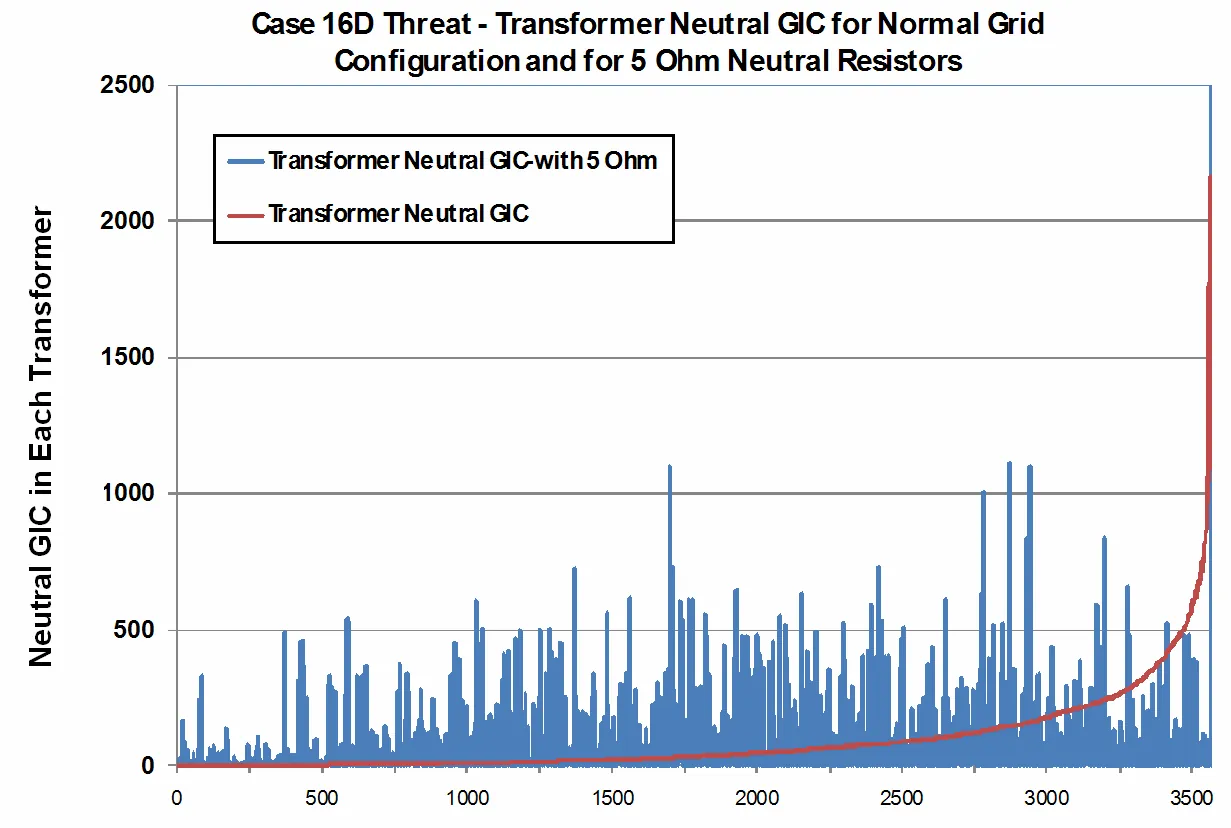 Case 16D Threat - Transformer Neutral GIC for Normal Grid
Configuration and for 5 Ohm Neutral Resistors
2500
2000
1500
1000
500
0
Neutral GIC in Each Transformer
Transformer Neutral GIC-with 5 Ohm
Transformer Neutral GIC
0
500
1000
1500
2000
2500
3000
3500